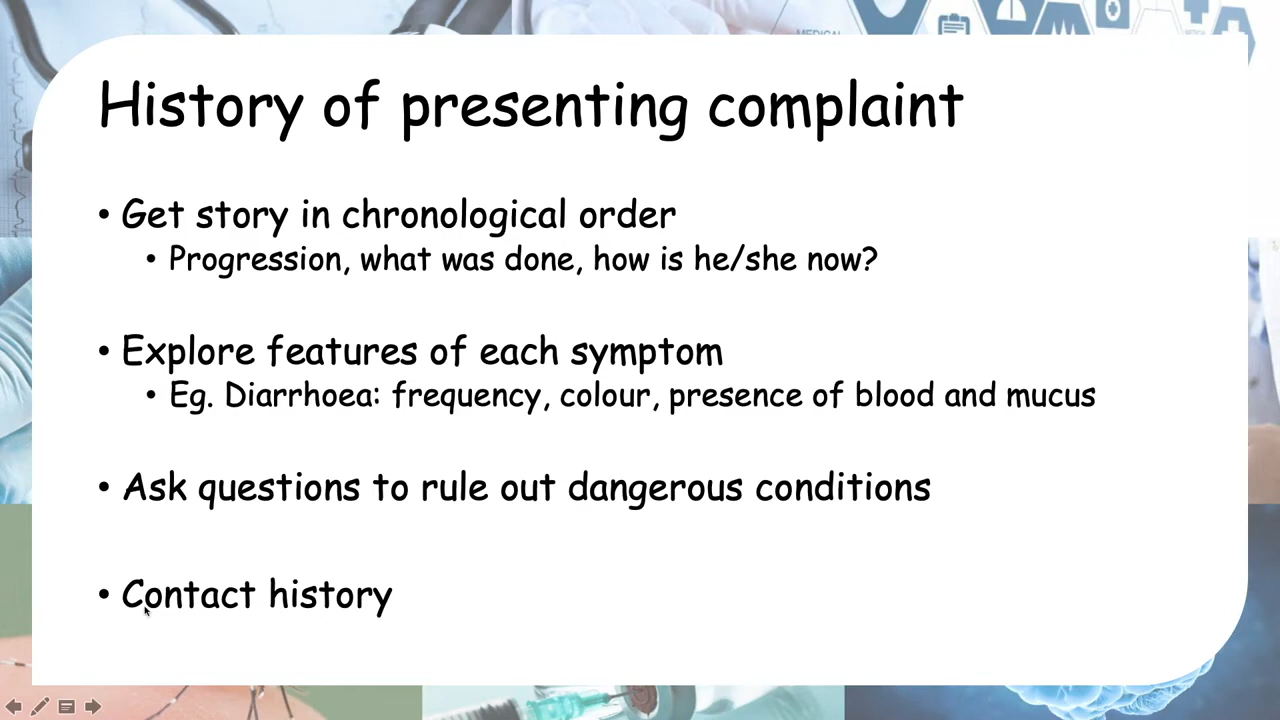 MEDICAL
History of presenting complaint
• Get story in chronological order
• Progression, what was done, how is he/she now?
• Explore features of each symptom
• Eg. Diarrhoea: frequency, colour, presence of blood and mucus
• Ask questions to rule out dangerous conditions
• Contact history